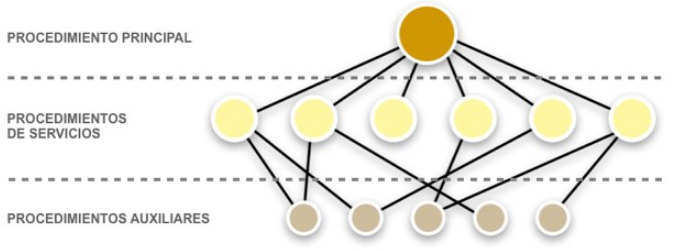 PROCEDIMIENTO PRINCIPAL
PROCEDIMIENTOS
DE SERVICIOS
PROCEDIMIENTOS AUXILIARES